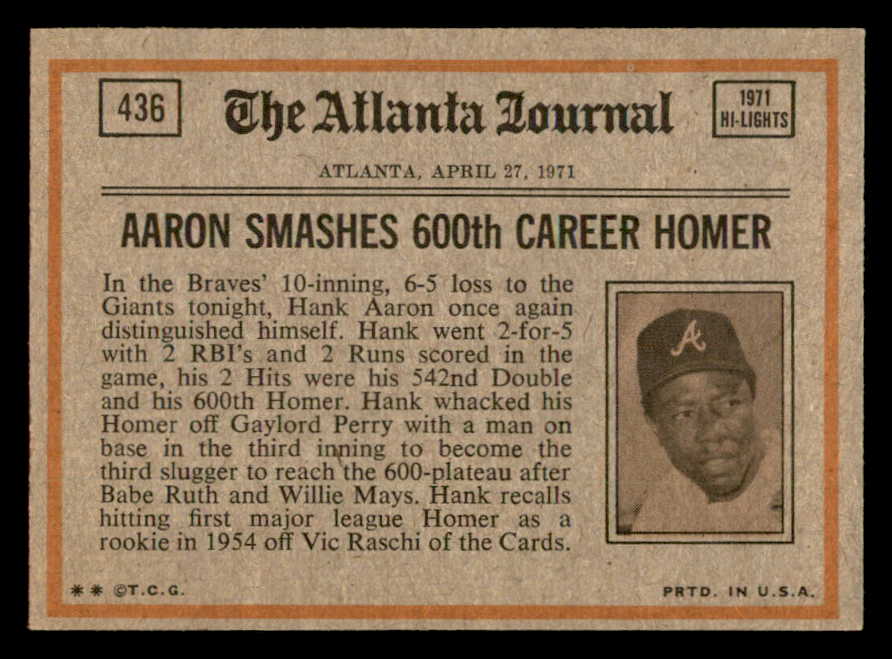 436
The Atlanta Journal
1971
HI-LIGHTS
ATLANTA, APRIL 27, 1971
AARON SMASHES 600th CAREER HOMER
In the Braves' 10-inning, 6-5 loss to the
Giants tonight, Hank Aaron once again
distinguished himself. Hank went 2-for-5
with 2 RBI's and 2 Runs scored in the
game, his 2 Hits were his 542nd Double
and his 600th Homer. Hank whacked his
Homer off Gaylord Perry with a man on
base in the third inning to become the
third slugger to reach the 600-plateau after
Babe Ruth and Willie Mays. Hank recalls
hitting first major league Homer as a
rookie in 1954 off Vic Raschi of the Cards.
A
** ©T.C.G.
PRTD. IN U.S.A.